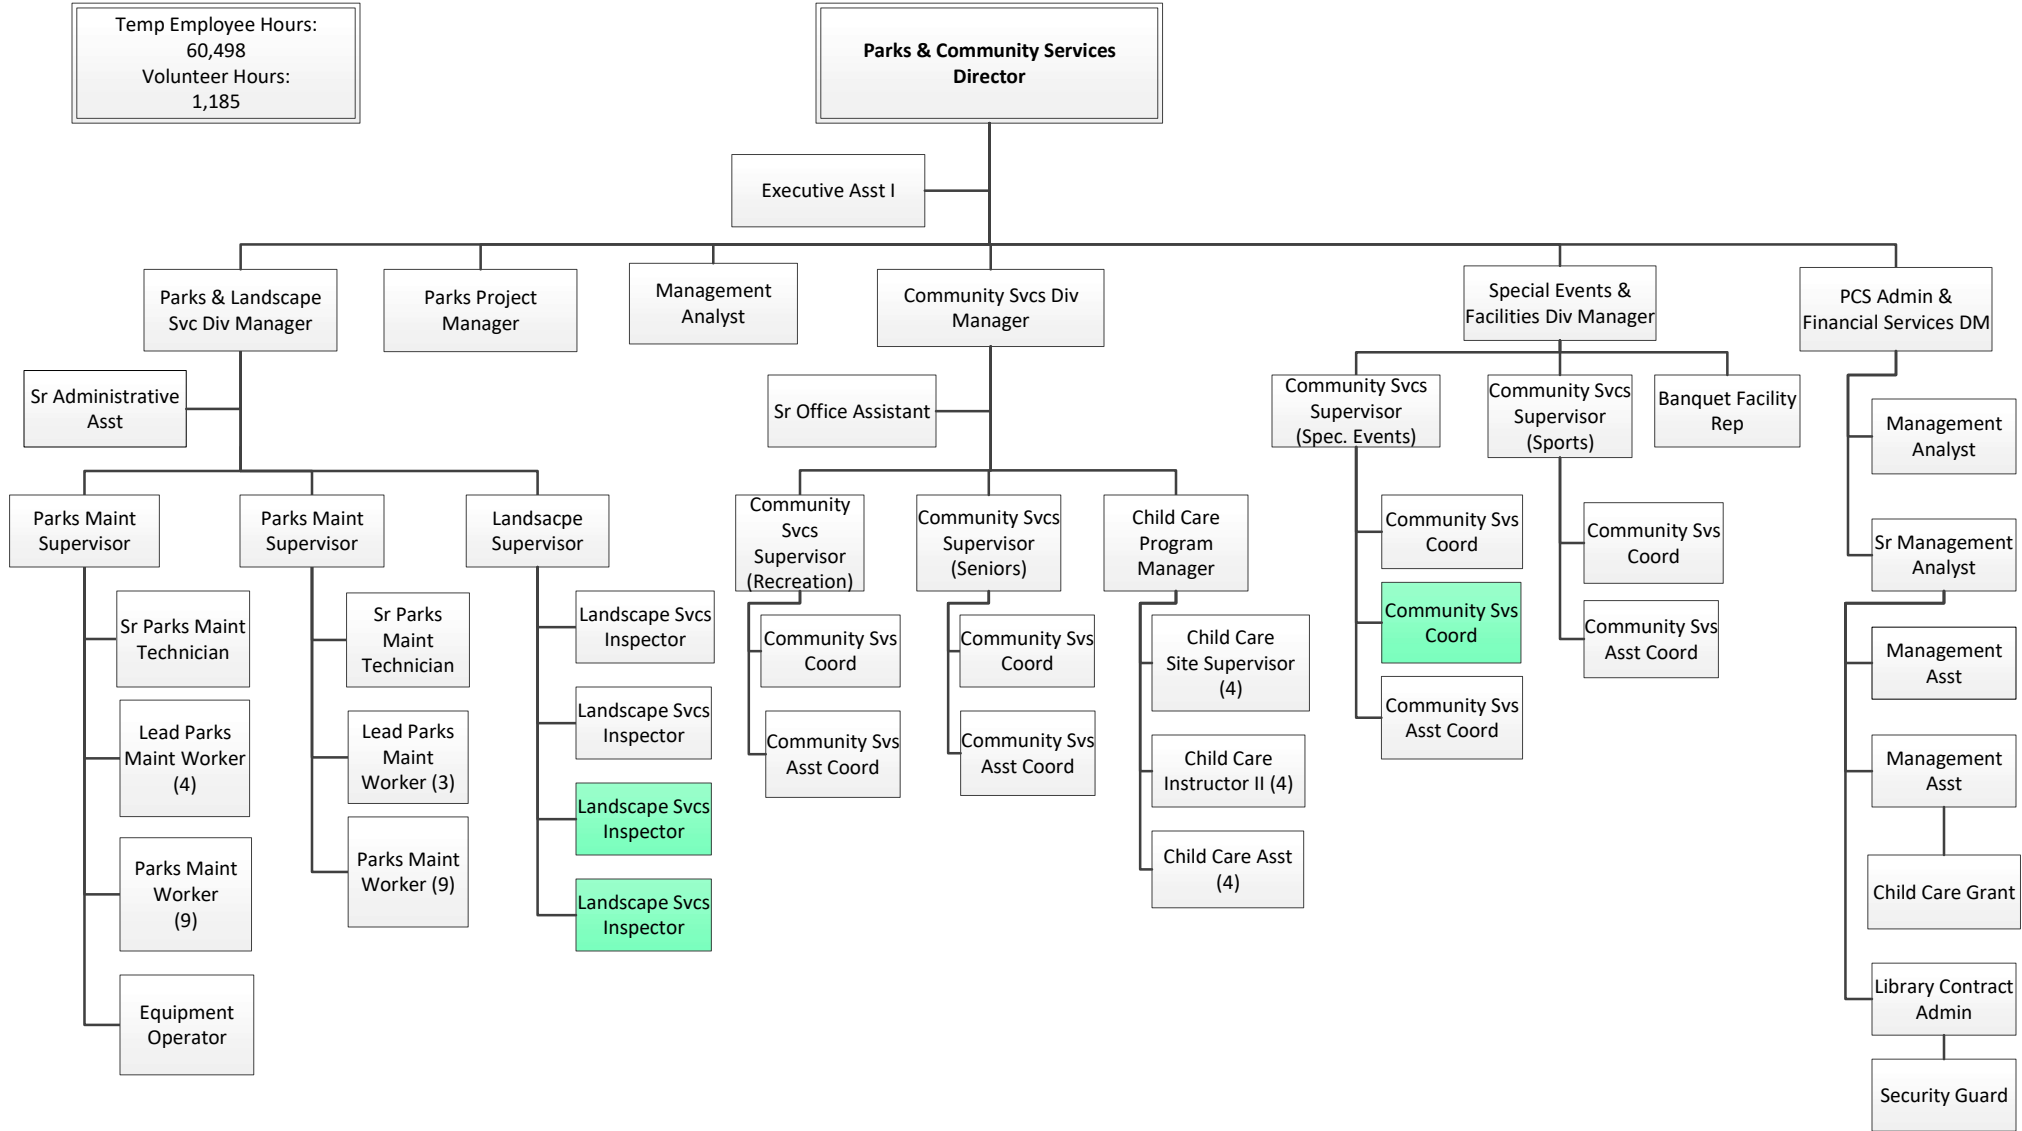 Temp Employee Hours:
60,498
Volunteer Hours:
1,185
Parks & Community Services
Director
Executive Asst I
Parks & Landscape
Svc Div Manager
Parks Project
Manager
Management
Analyst
Community Svcs Div
Manager
Special Events &
Facilities Div Manager
PCS Admin &
Financial Services DM
Sr Administrative
Asst
Sr Office Assistant
Community Svcs
Supervisor
(Spec. Events)
Community Svcs
Supervisor
(Sports)
Banquet Facility
Rep
Management
Analyst
Parks Maint
Supervisor
Parks Maint
Supervisor
Landsacpe
Supervisor
Community
Svcs
Supervisor
(Recreation)
Community Svcs
Supervisor
(Seniors)
Child Care
Program
Manager
Community Svs
Coord
Community Svs
Coord
Sr Management
Analyst
Sr Parks Maint
Technician
Sr Parks
Maint
Technician
Landscape Svcs
Inspector
Community Svs
Coord
Community Svs
Coord
Child Care
Site Supervisor
(4)
Community Svs
Coord
Community Svs
Asst Coord
Management
Asst
Lead Parks
Maint Worker
(4)
Lead Parks
Maint
Worker (3)
Landscape Svcs
Inspector
Community Svs
Asst Coord
Community Svs
Asst Coord
Child Care
Instructor II (4)
Community Svs
Asst Coord
Management
Asst
Parks Maint
Worker
(9)
Parks Maint
Worker (9)
Landscape Svcs
Inspector
Child Care Asst
(4)
Child Care Grant
Landscape Svcs
Inspector
Equipment
Operator
Library Contract
Admin
Security Guard